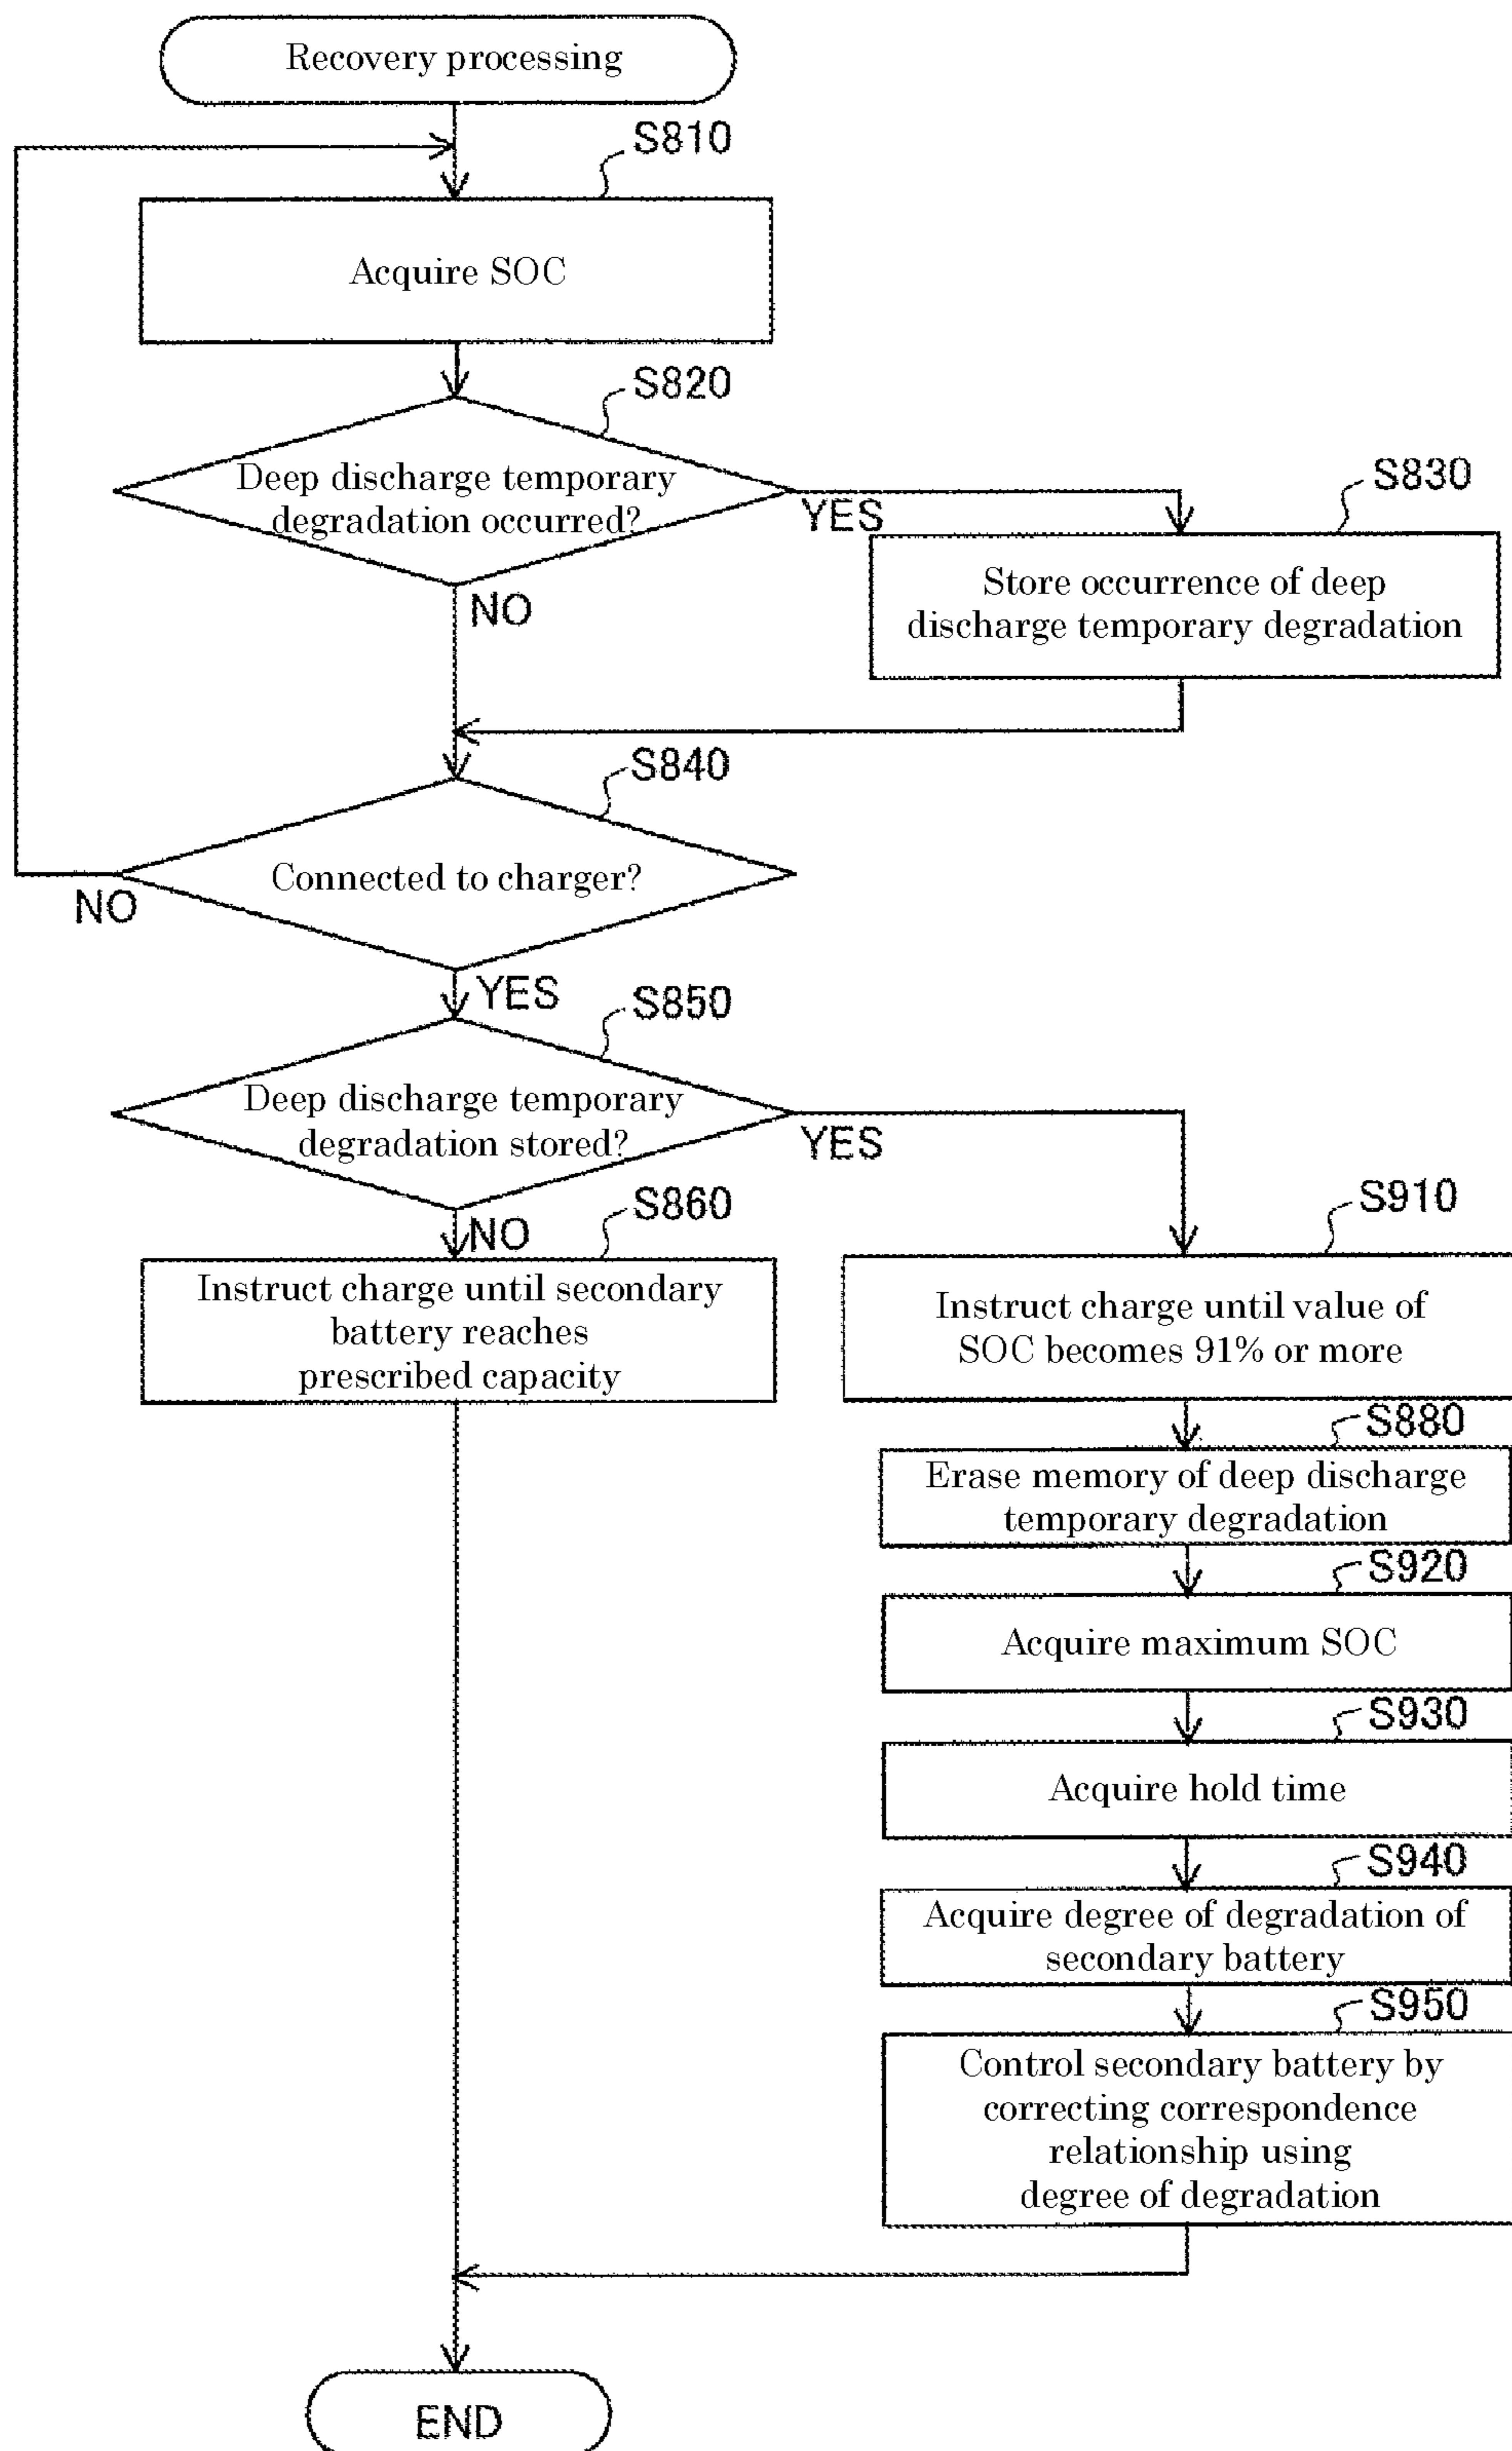 Recovery processing
S810
Acquire SOC
S820
Deep discharge temporary
degradation occurred?
YES
NO
S830
Store occurrence of deep
discharge temporary degradation
S840
Connected to charger?
NO
YES
S850
Deep discharge temporary
degradation stored?
YES
NO
S860
Instruct charge until secondary
battery reaches
prescribed capacity
S910
Instruct charge until value of
SOC becomes 91% or more
S880
Erase memory of deep discharge
temporary degradation
S920
Acquire maximum SOC
S930
Acquire hold time
S940
Acquire degree of degradation of
secondary battery
S950
Control secondary battery by
correcting correspondence
relationship using
degree of degradation
END